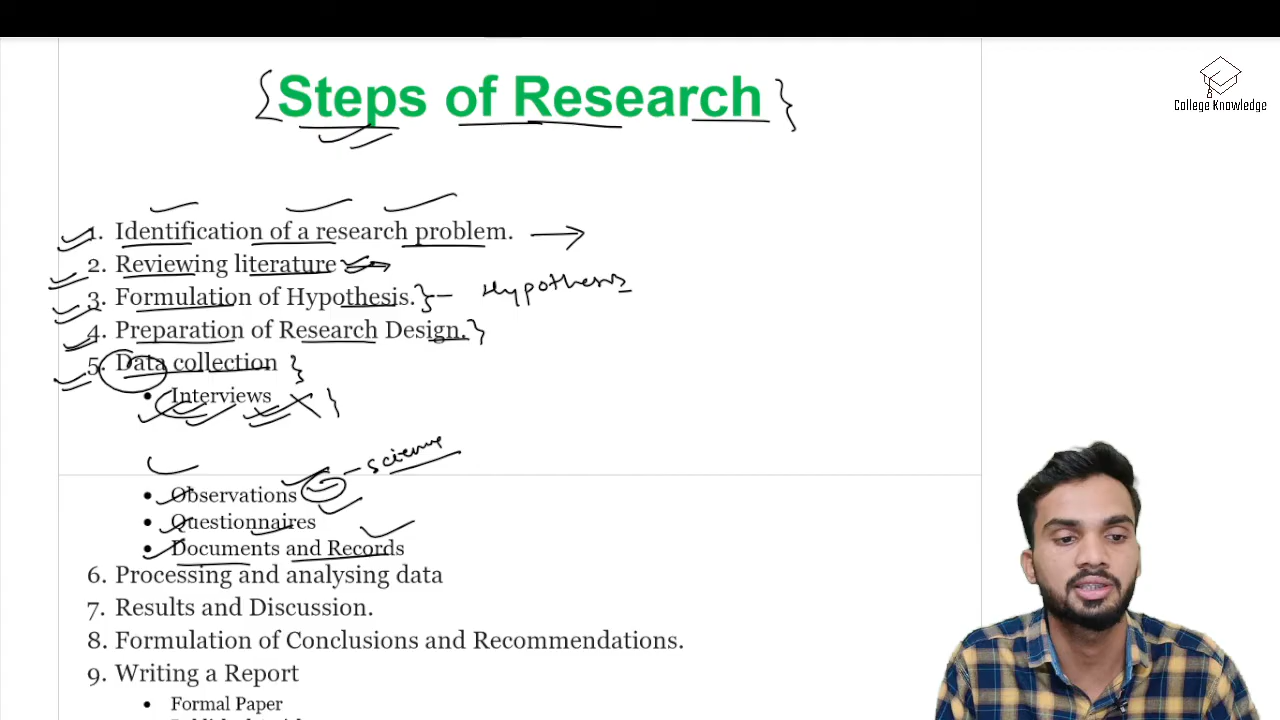 Steps of Research
College Knowledge
1. Identification of a research problem.
2. Reviewing literature
3. Formulation of Hypothesis. Hypothesis
4. Preparation of Research Design.
5. Data collection
• Interviews
science
• Observations
• Questionnaires
• Documents and Records
6. Processing and analysing data
7. Results and Discussion.
8. Formulation of Conclusions and Recommendations.
9. Writing a Report
• Formal Paper